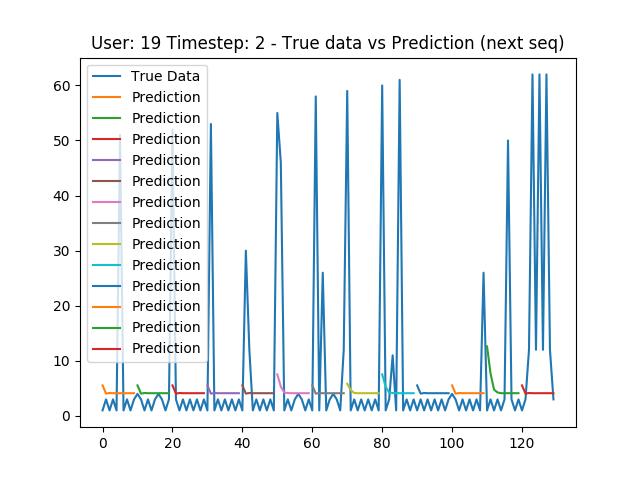 User: 19 Timestep: 2 - True data vs Prediction (next seq)
60
50
40
30
20
10
0
True Data
Prediction
Prediction
Prediction
Prediction
Prediction
Prediction
Prediction
Prediction
Prediction
Prediction
Prediction
Prediction
Prediction
0 20 40 60 80 100 120